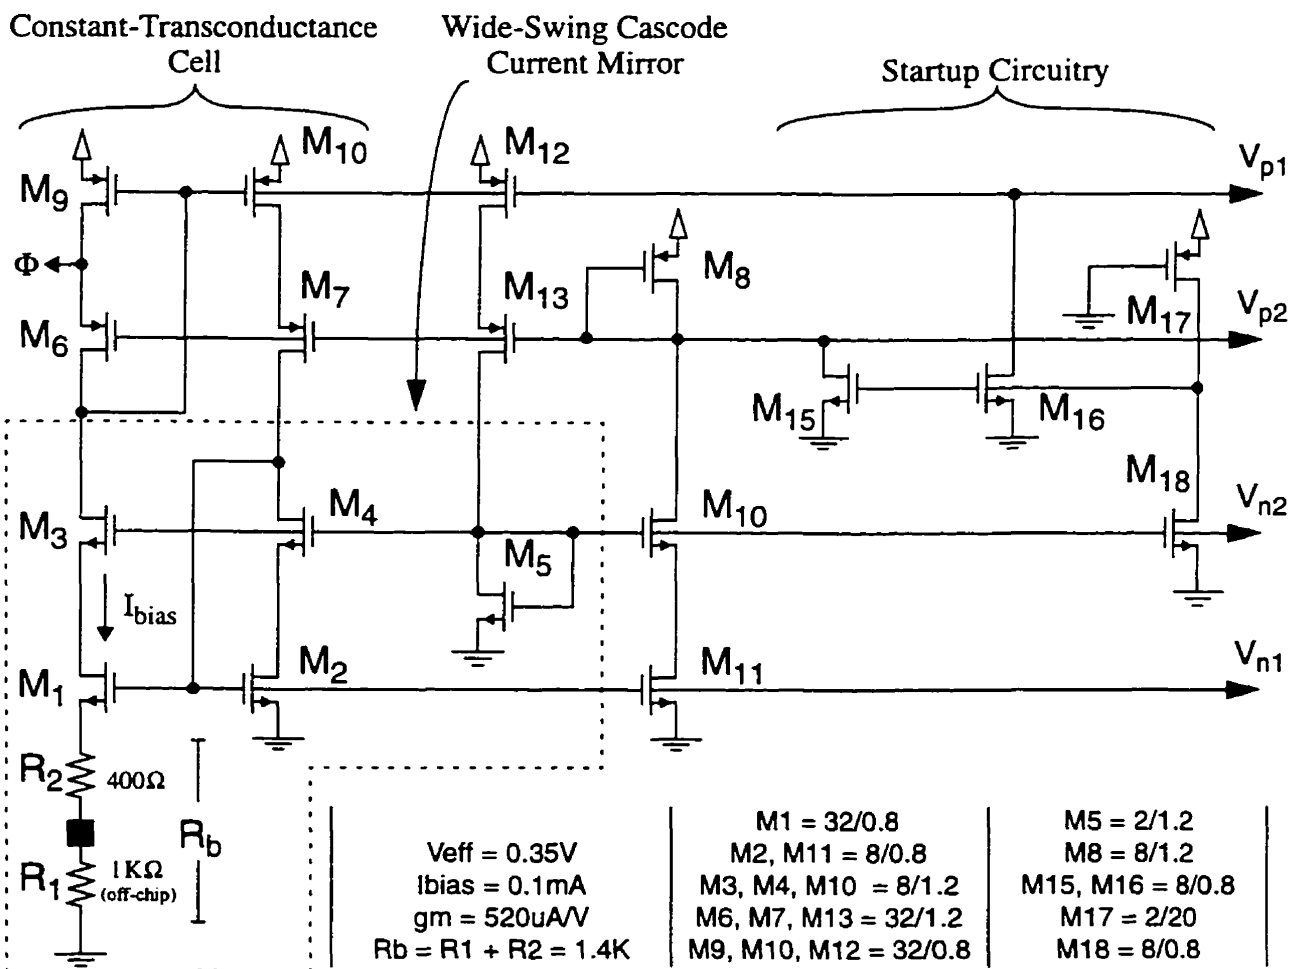 Constant-Transconductance
Cell
Wide-Swing Cascode
Current Mirror
Startup Circuitry
M10
M12
Vp1
M9
Φ
M8
M7
M13
M17
Vp2
M6
M15
M16
M18
M4
M10
Vn2
M3
M5
Ibias
M2
M11
Vn1
M1
R2 400Ω
Rb
R1 1KΩ
(off-chip)
Veff = 0.35V
Ibias = 0.1mA
gm = 520uA/V
Rb = R1 + R2 = 1.4K
M1 = 32/0.8
M2, M11 = 8/0.8
M3, M4, M10 = 8/1.2
M6, M7, M13 = 32/1.2
M9, M10, M12 = 32/0.8
M5 = 2/1.2
M8 = 8/1.2
M15, M16 = 8/0.8
M17 = 2/20
M18 = 8/0.8